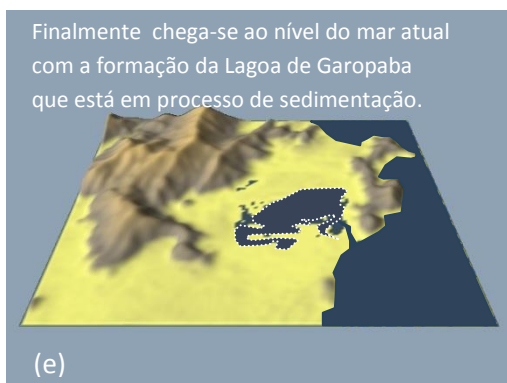 Finalmente chega-se ao nível do mar atual
com a formação da Lagoa de Garopaba
que está em processo de sedimentação.
(e)